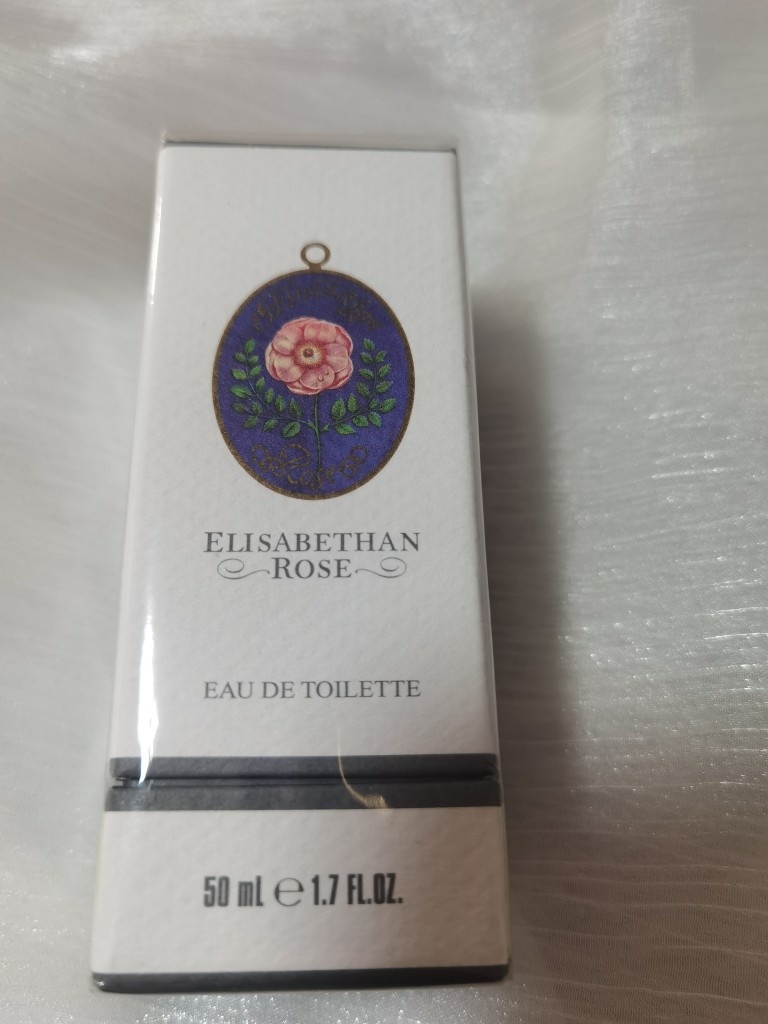 ELISABETHAN
ROSE
EAU DE TOILETTE
50 mL e 1.7 FL.OZ.